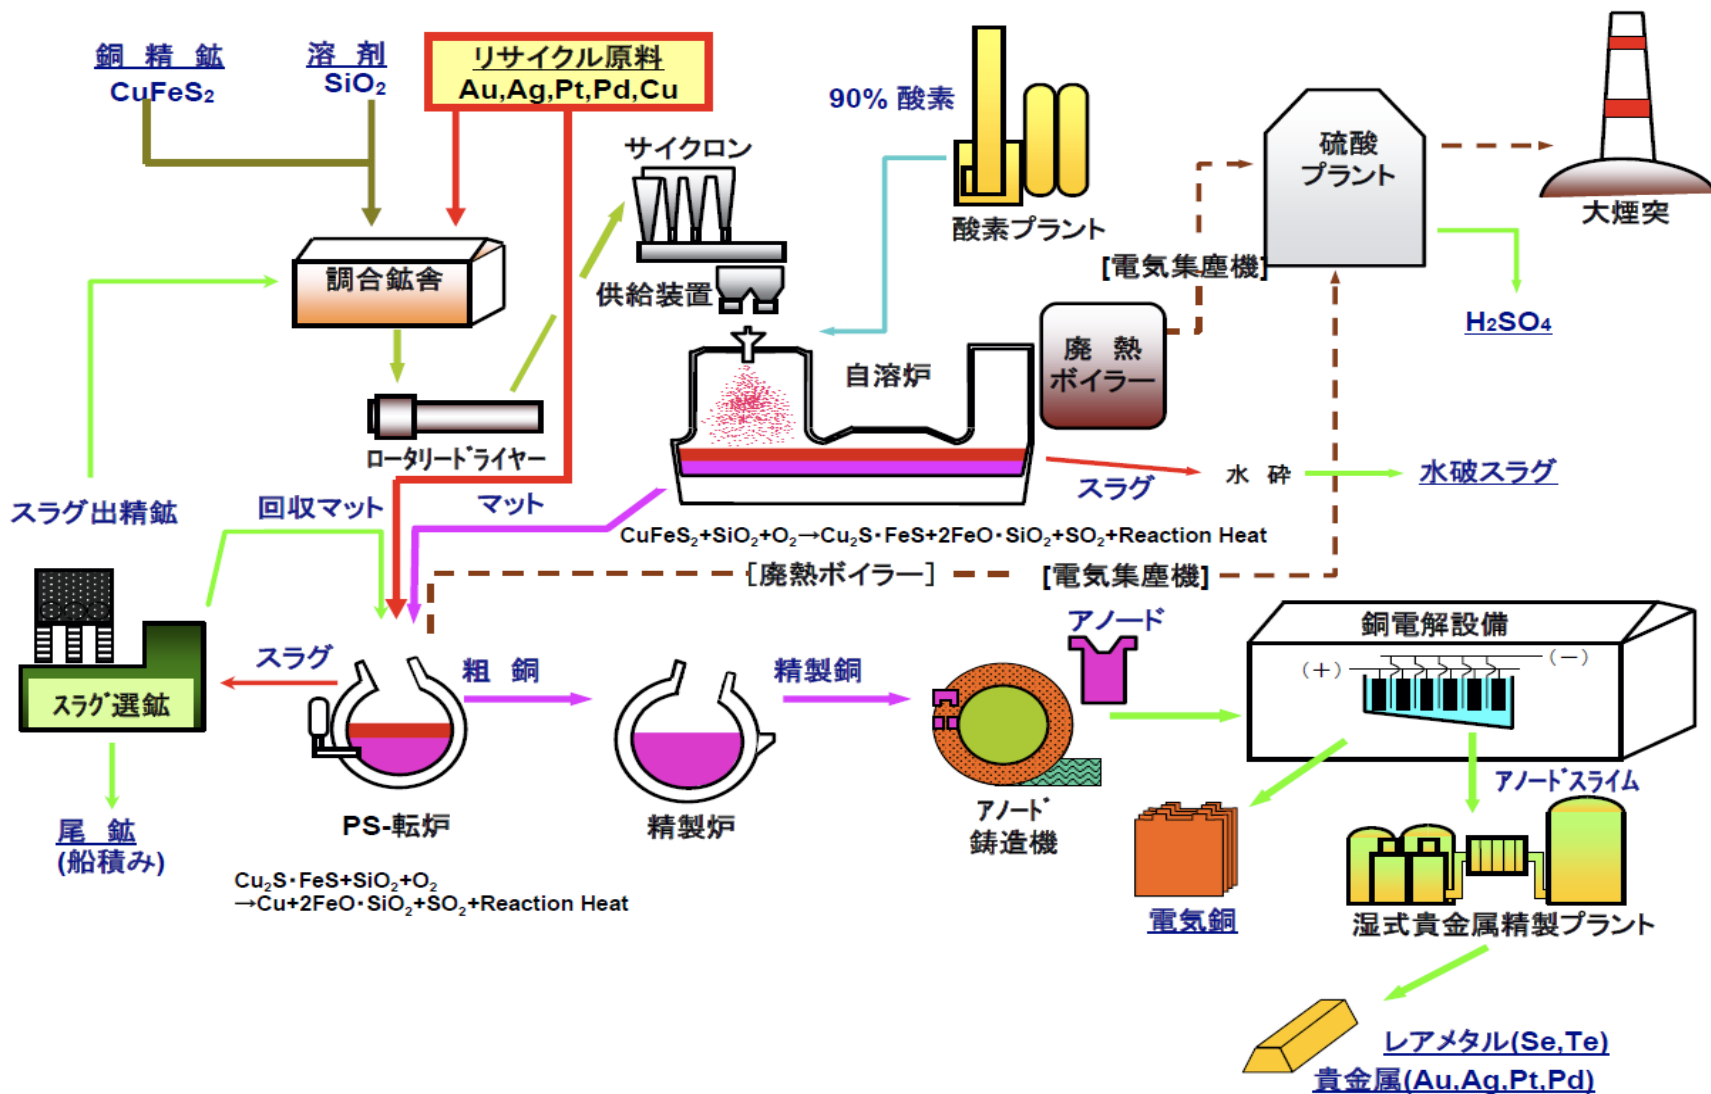 銅 精 鉱
CuFeS₂
溶 剤
SiO₂
リサイクル原料
Au,Ag,Pt,Pd,Cu
サイクロン
90% 酸素
硫酸
プラント
大煙突
酸素プラント
[電気集塵機]
調合鉱舎
供給装置
H₂SO₄
廃 熱
ボイラー
自溶炉
ロータリードライヤー
スラグ出精鉱
回収マット
マット
スラグ
水 砕
水破スラグ
CuFeS₂+SiO₂+O₂→Cu₂S・FeS+2FeO・SiO₂+SO₂+Reaction Heat
[廃熱ボイラー]
[電気集塵機]
アノード
銅電解設備
(+)
(−)
スラグ
粗 銅
精製銅
スラグ選鉱
アノードスライム
PS-転炉
精製炉
アノード
鋳造機
尾 鉱
(船積み)
Cu₂S・FeS+SiO₂+O₂
→Cu+2FeO・SiO₂+SO₂+Reaction Heat
電気銅
湿式貴金属精製プラント
レアメタル(Se,Te)
貴金属(Au,Ag,Pt,Pd)